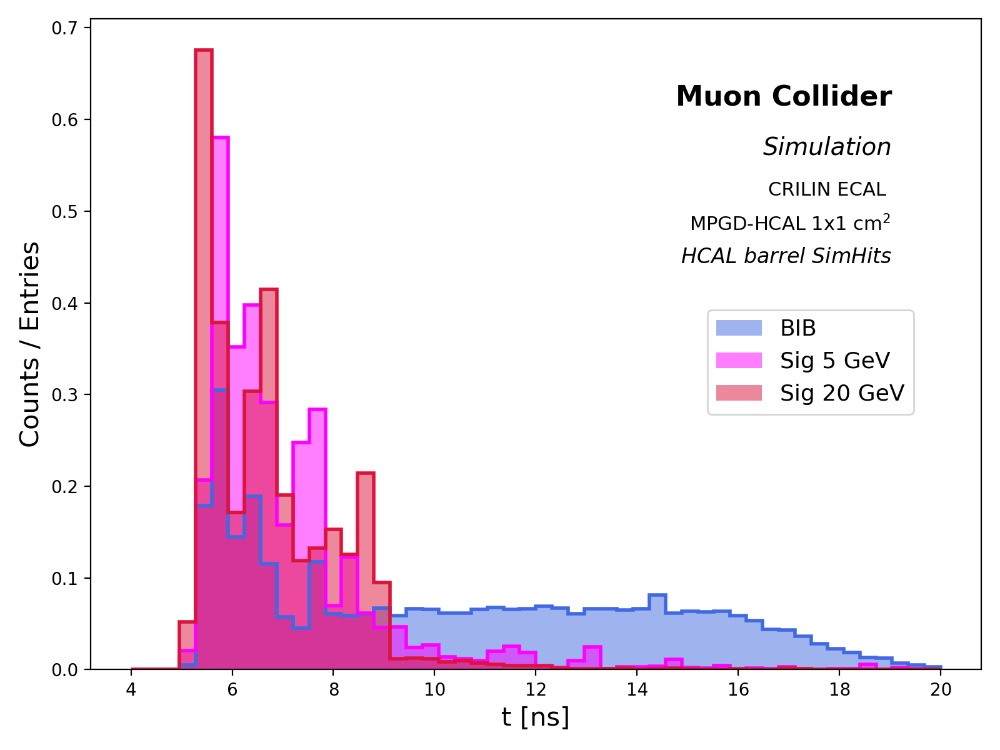 Muon Collider
Simulation
CRILIN ECAL
MPGD-HCAL 1x1 cm²
HCAL barrel SimHits
BIB
Sig 5 GeV
Sig 20 GeV
Counts / Entries
0.7
0.6
0.5
0.4
0.3
0.2
0.1
0.0
4 6 8 10 12 14 16 18 20
t [ns]